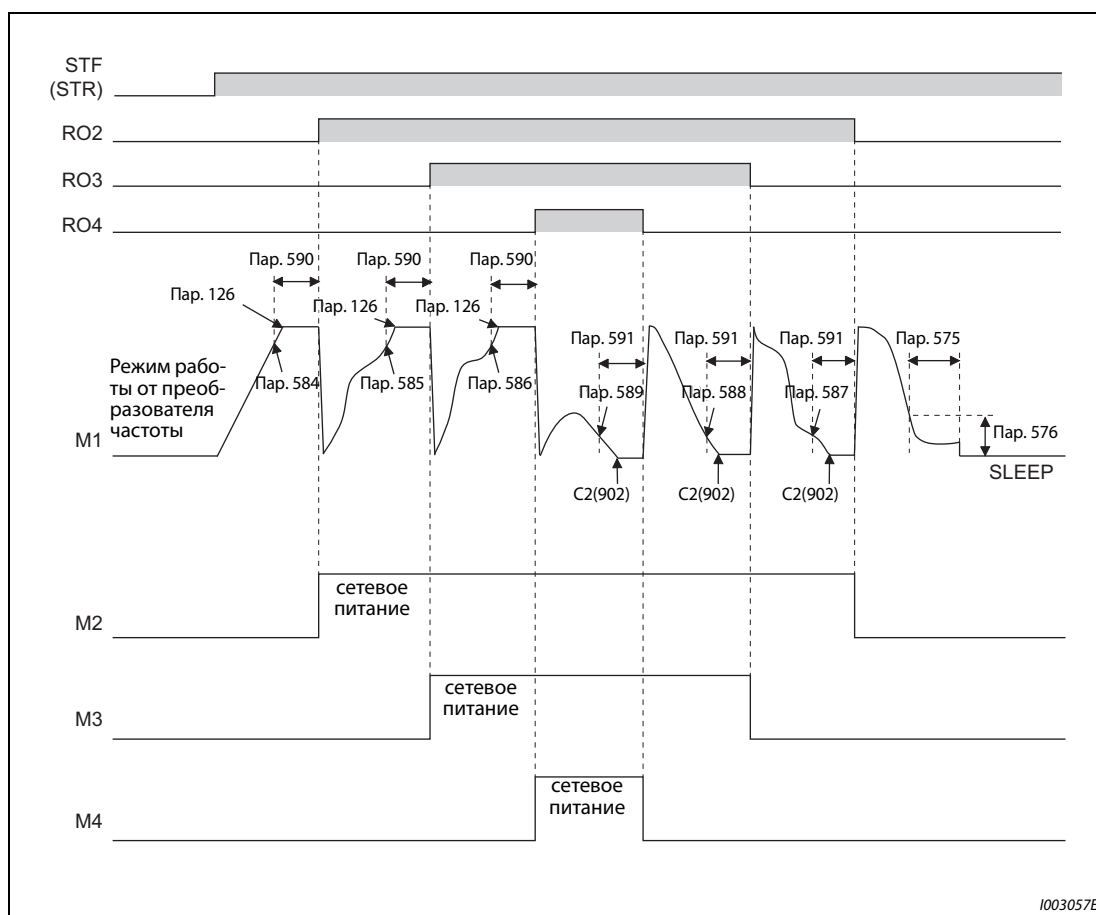 STF
(STR)
RO2
RO3
RO4
Пар. 590
Пар. 590
Пар. 590
Пар. 126
Пар. 126
Пар. 126
Пар. 591
Пар. 591
Пар. 591
Пар. 575
Режим рабо-
ты от преоб-
разователя
частоты
Пар. 584
Пар. 585
Пар. 586
Пар. 589
Пар. 588
Пар. 587
Пар. 576
M1
SLEEP
C2(902)
C2(902)
C2(902)
сетевое
питание
M2
сетевое
питание
M3
сетевое
питание
M4
I003057E